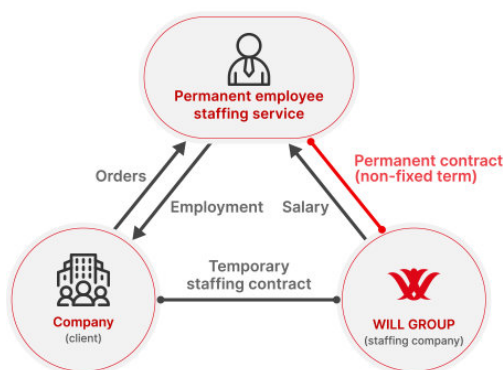 Permanent employee
staffing service
Orders
Employment
Salary
Permanent contract
(non-fixed term)
Temporary
staffing contract
Company
(client)
WILL GROUP
(staffing company)